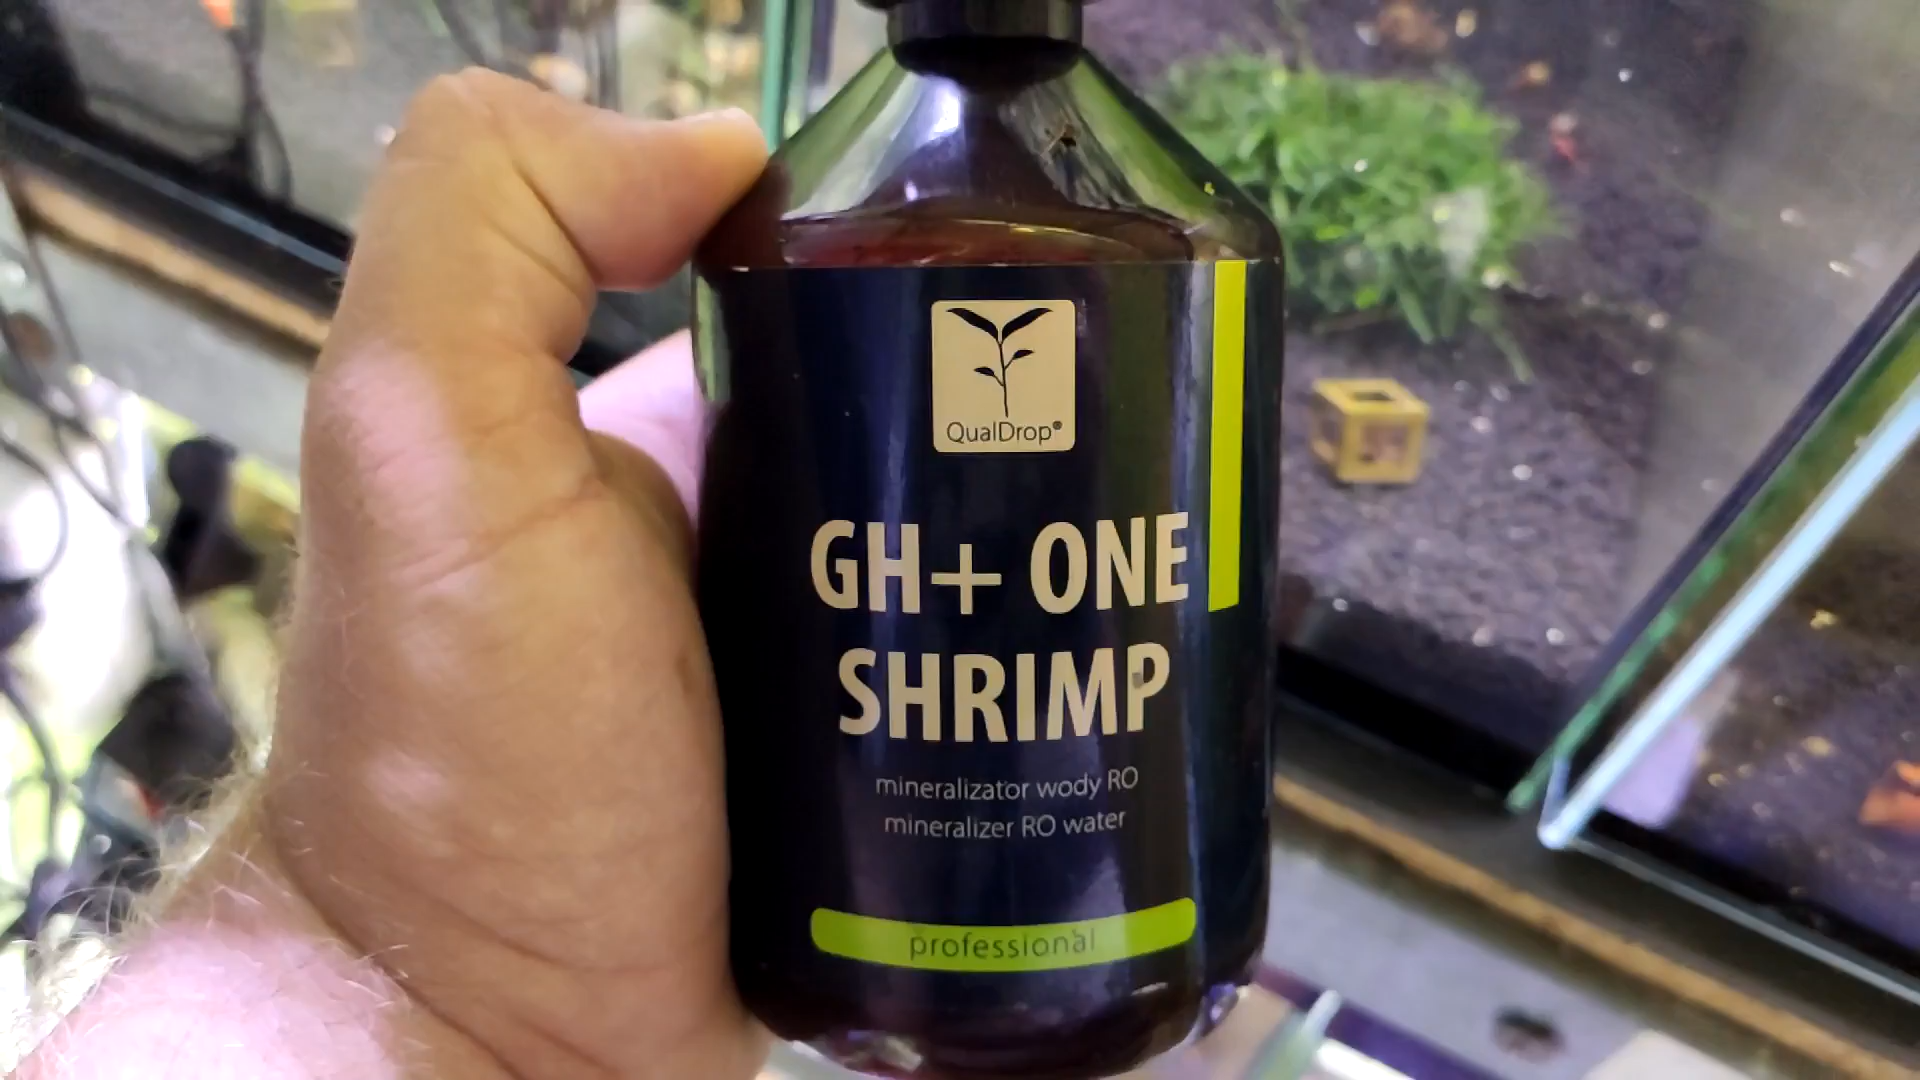 QualDrop®
GH+ ONE
SHRIMP
mineralizator wody RO
mineralizer RO water
professional